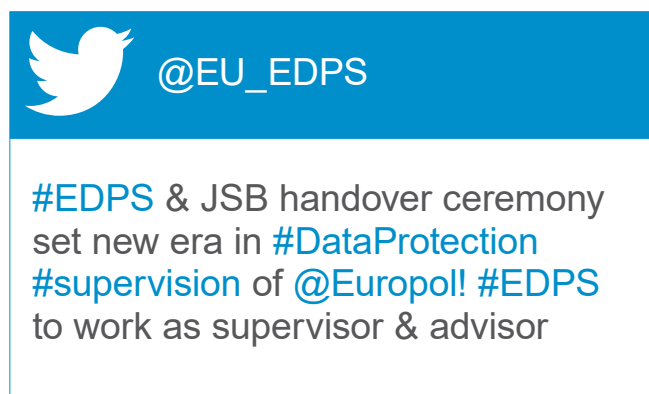 @EU_EDPS
#EDPS & JSB handover ceremony
set new era in #DataProtection
#supervision of @Europol! #EDPS
to work as supervisor & advisor